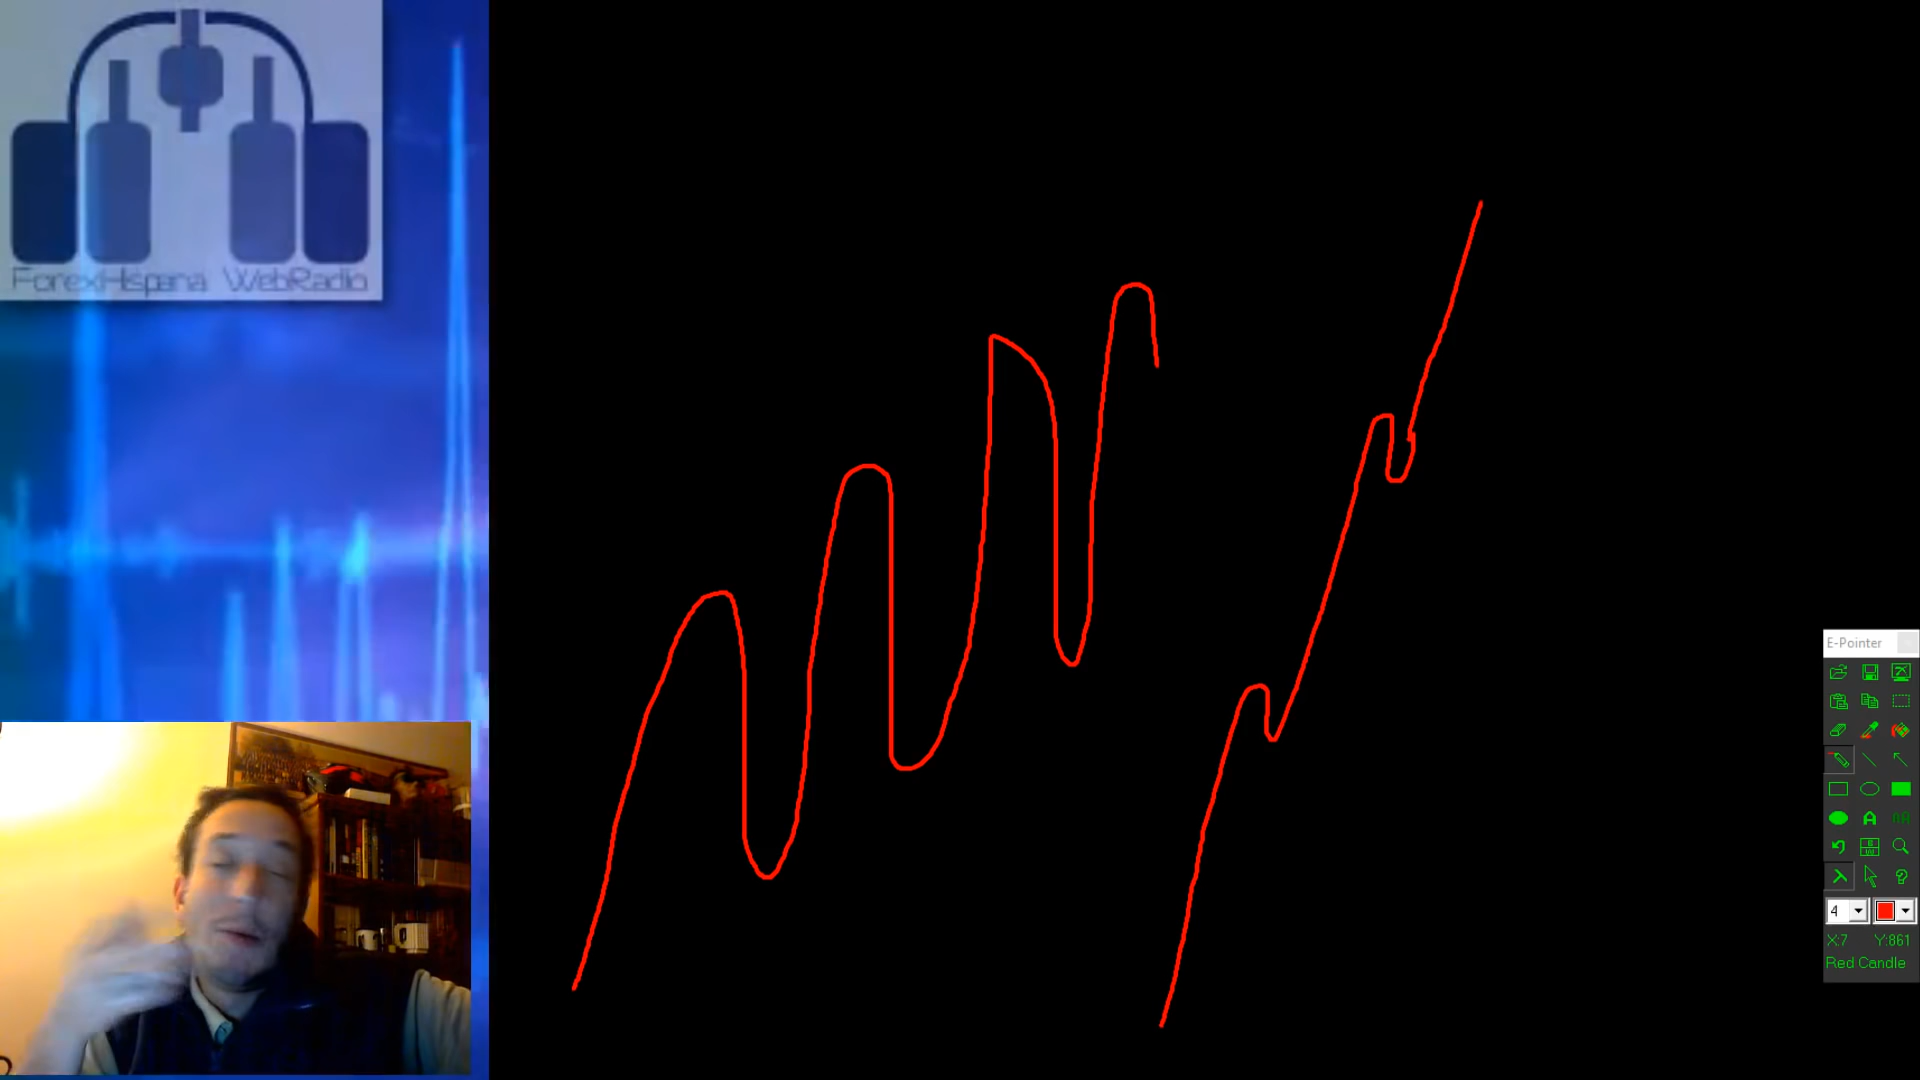 ForexHispana WebRadio
E-Pointer
4
X:7 Y:861
Red Candle